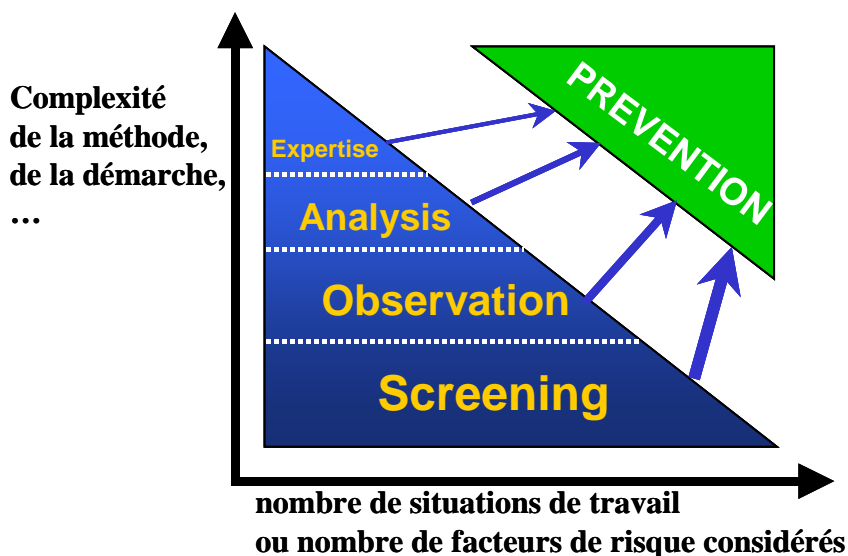 Complexité
de la méthode,
de la démarche,
…
Expertise
Analysis
Observation
Screening
PREVENTION
nombre de situations de travail
ou nombre de facteurs de risque considérés